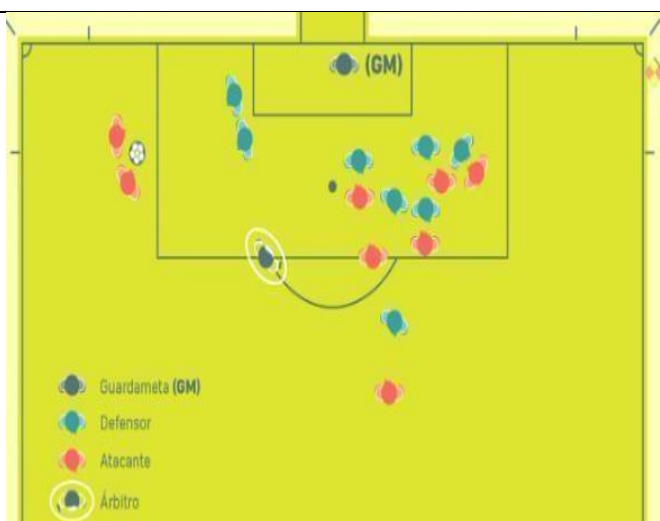 (GM)
Guardameta (GM)
Defensor
Atacante
Árbitro